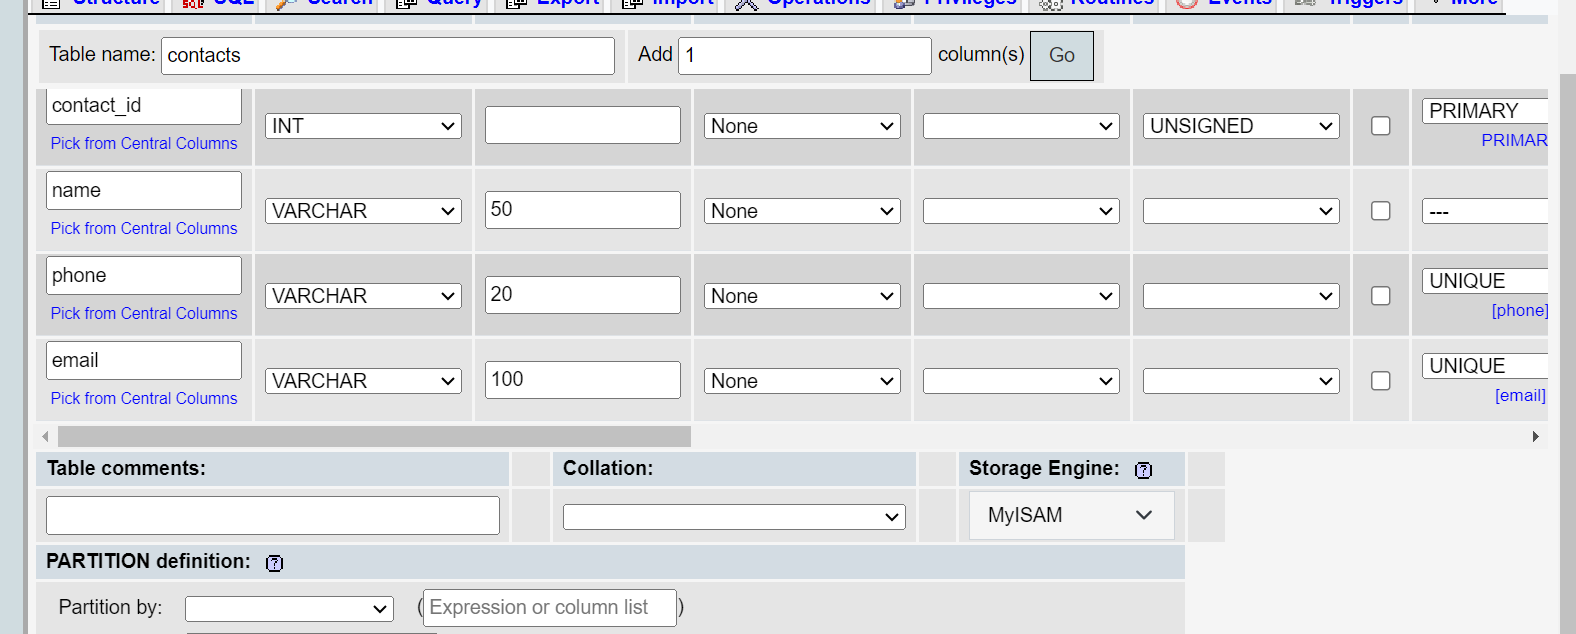 Structure SQL Search Query Export Import Operations Privileges Routines Events Triggers More
Table name: contacts Add 1 column(s) Go
contact_id
INT None UNSIGNED PRIMARY
Pick from Central Columns PRIMAR
name
VARCHAR 50 None ---
Pick from Central Columns
phone
VARCHAR 20 None UNIQUE
Pick from Central Columns [phone]
email
VARCHAR 100 None UNIQUE
Pick from Central Columns [email]
Table comments: Collation: Storage Engine: ?
MyISAM
PARTITION definition: ?
Partition by: ( Expression or column list )